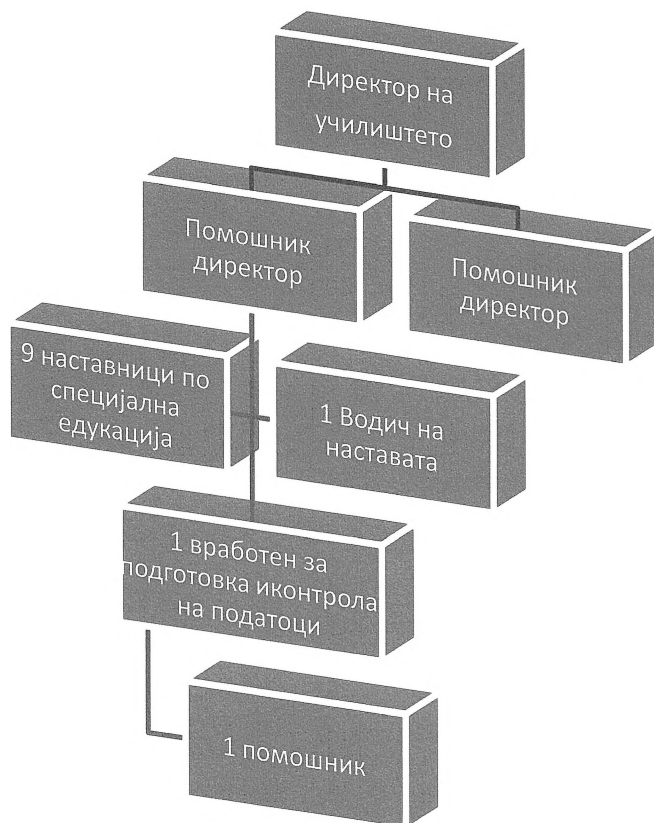 Директор на
училиштето
Помошник
директор
Помошник
директор
9 наставници по
специјална
едукација
1 Водич на
наставата
1 вработен за
подготовка иконтрола
на податоци
1 помошник